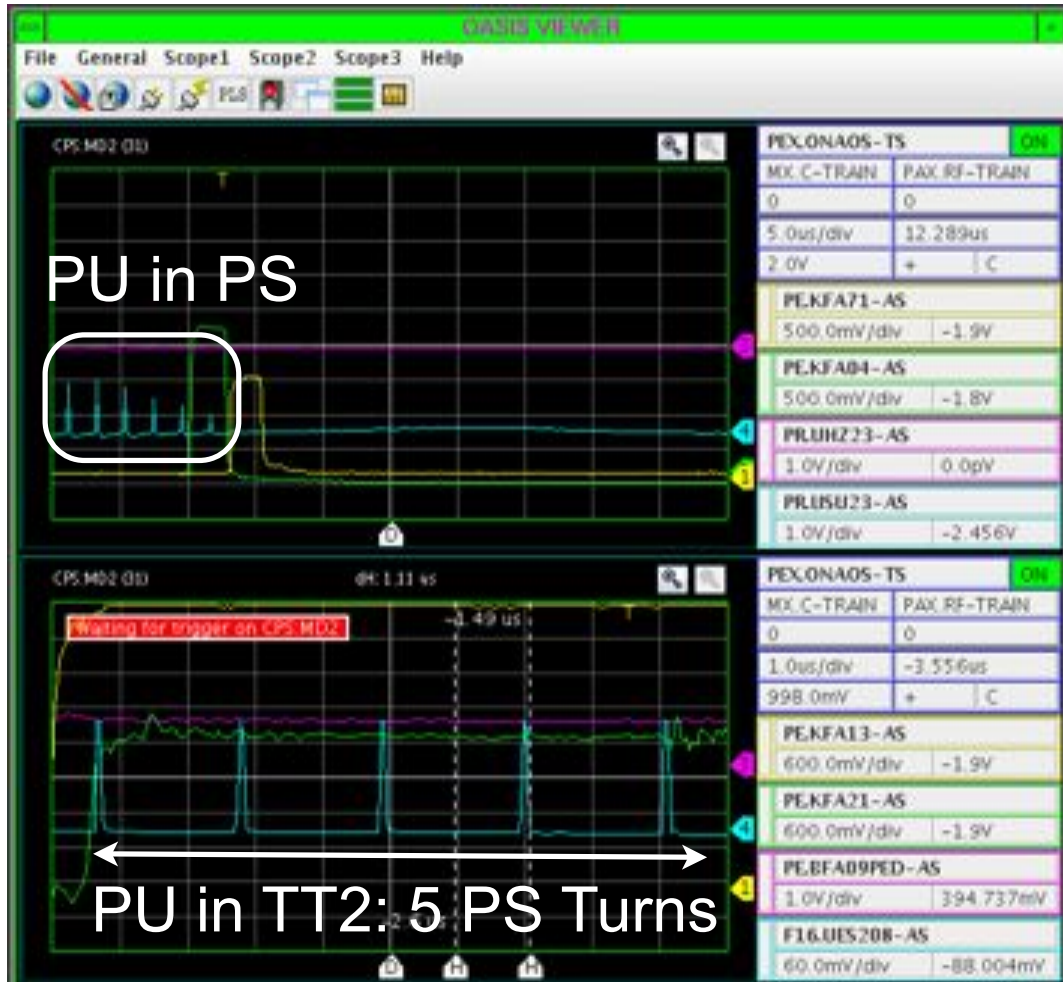 OASIS VIEWER
File General Scope1 Scope2 Scope3 Help
PLS
CPS.MD2 (31)
T
PU in PS
4
1
D
PEX.ONAOS-TS ON
MX.C-TRAIN PAX.RF-TRAIN
0 0
5.0us/div 12.289us
2.0V + C
PE.KFA71-AS
500.0mV/div -1.9V
PE.KFA04-AS
500.0mV/div -1.8V
PR.UHZ23-AS
1.0V/div 0.0pV
PR.USU23-AS
1.0V/div -2.456V
CPS.MD2 (31) dH: 1.11 us
Waiting for trigger on CPS.MD2
-1.49 us
T
4
1
PU in TT2: 5 PS Turns
D H H
PEX.ONAOS-TS ON
MX.C-TRAIN PAX.RF-TRAIN
0 0
1.0us/div -3.556us
998.0mV + C
PE.KFA13-AS
600.0mV/div -1.9V
PE.KFA21-AS
600.0mV/div -1.9V
PE.BFA09PED-AS
1.0V/div 394.737mV
F16.UES208-AS
60.0mV/div -88.004mV